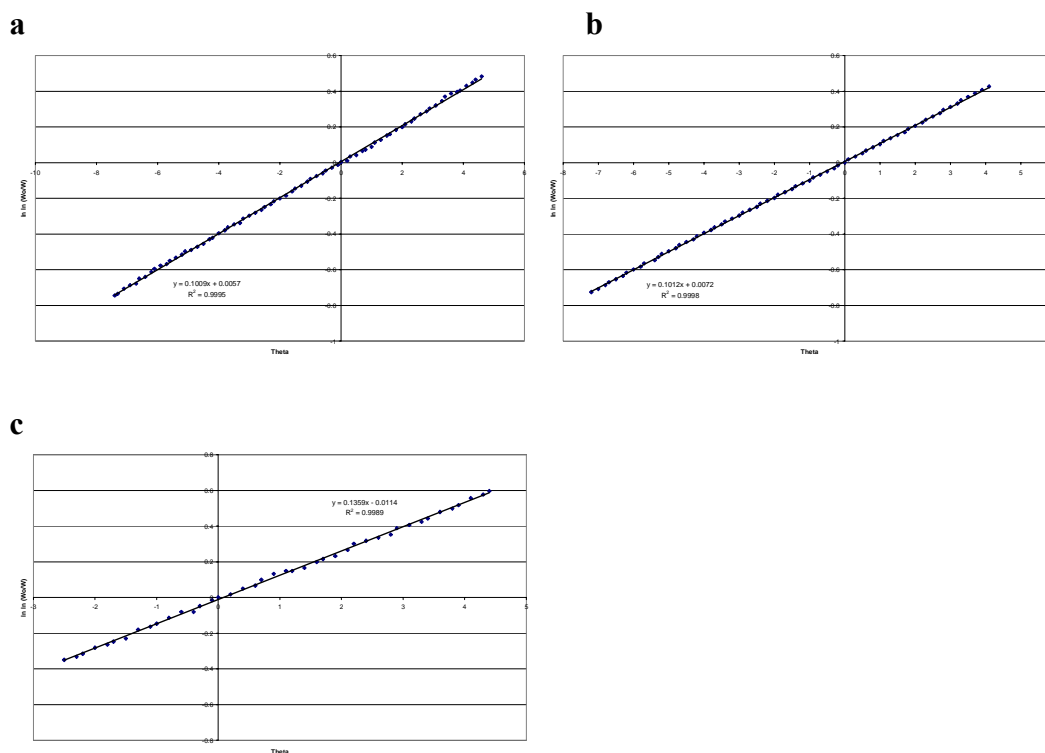 a
0.6
0.4
0.2
0
-10 -8 -6 -4 -2 0 2 4 6
-0.2
-0.4
-0.6
-0.8
-1
ln ln (Wo/W)
y = 0.1009x + 0.0057
R2 = 0.9995
Theta
b
0.6
0.4
0.2
0
-8 -7 -6 -5 -4 -3 -2 -1 0 1 2 3 4 5
-0.2
-0.4
-0.6
-0.8
-1
ln ln (Wo/W)
y = 0.1012x + 0.0072
R2 = 0.9998
Theta
c
0.8
0.6
0.4
0.2
0
-3 -2 -1 0 1 2 3 4 5
-0.2
-0.4
-0.6
-0.8
ln ln (Wo/W)
y = 0.1359x - 0.0114
R2 = 0.9989
Theta